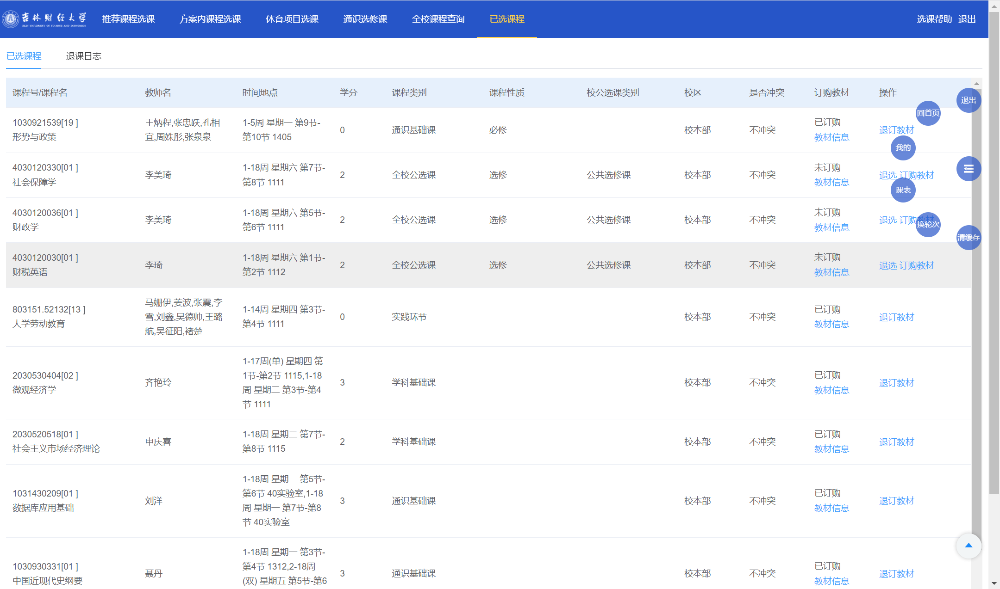 吉林财经大学
JILIN UNIVERSITY OF FINANCE AND ECONOMICS
推荐课程选课 方案内课程选课 体育项目选课 通识选修课 全校课程查询 已选课程 选课帮助 退出
已选课程 退课日志
课程号/课程名 教师名 时间地点 学分 课程类别 课程性质 校公选课类别 校区 是否冲突 订购教材 操作
退出
回首页
1030921539[19 ]
形势与政策
王炳程,张忠跃,孔相
宜,周姝彤,张泉泉
1-5周 星期一 第9节-
第10节 1405
0
通识基础课
必修
校本部
不冲突
已订购
教材信息
退订教材
我的
4030120330[01 ]
社会保障学
李美琦
1-18周 星期六 第7节-
第8节 1111
2
全校公选课
选修
公共选修课
校本部
不冲突
未订购
教材信息
退选 订购教材
课表
4030120036[01 ]
财政学
李美琦
1-18周 星期六 第5节-
第6节 1111
2
全校公选课
选修
公共选修课
校本部
不冲突
未订购
教材信息
退选 订购教材
换轮次
清缓存
4030120030[01 ]
财税英语
李琦
1-18周 星期六 第1节-
第2节 1112
2
全校公选课
选修
公共选修课
校本部
不冲突
未订购
教材信息
退选 订购教材
803151.52132[13 ]
大学劳动教育
马姗伊,姜波,张震,李
雪,刘鑫,吴德帅,王璐
航,吴征阳,褚楚
1-14周 星期四 第3节-
第4节 1111
0
实践环节
校本部
不冲突
已订购
教材信息
退订教材
2030530404[02 ]
微观经济学
齐艳玲
1-17周(单) 星期四 第
1节-第2节 1115,1-18
周 星期二 第3节-第4
节 1111
3
学科基础课
校本部
不冲突
已订购
教材信息
退订教材
2030520518[01 ]
社会主义市场经济理论
申庆喜
1-18周 星期二 第7节-
第8节 1115
2
学科基础课
校本部
不冲突
已订购
教材信息
退订教材
1031430209[01 ]
数据库应用基础
刘洋
1-18周 星期二 第5节-
第6节 40实验室,1-18
周 星期一 第7节-第8
节 40实验室
3
通识基础课
校本部
不冲突
已订购
教材信息
退订教材
1030930331[01 ]
中国近现代史纲要
聂丹
1-18周 星期一 第3节-
第4节 1312,2-18周
(双) 星期五 第5节-第6
3
通识基础课
校本部
不冲突
已订购
教材信息
退订教材